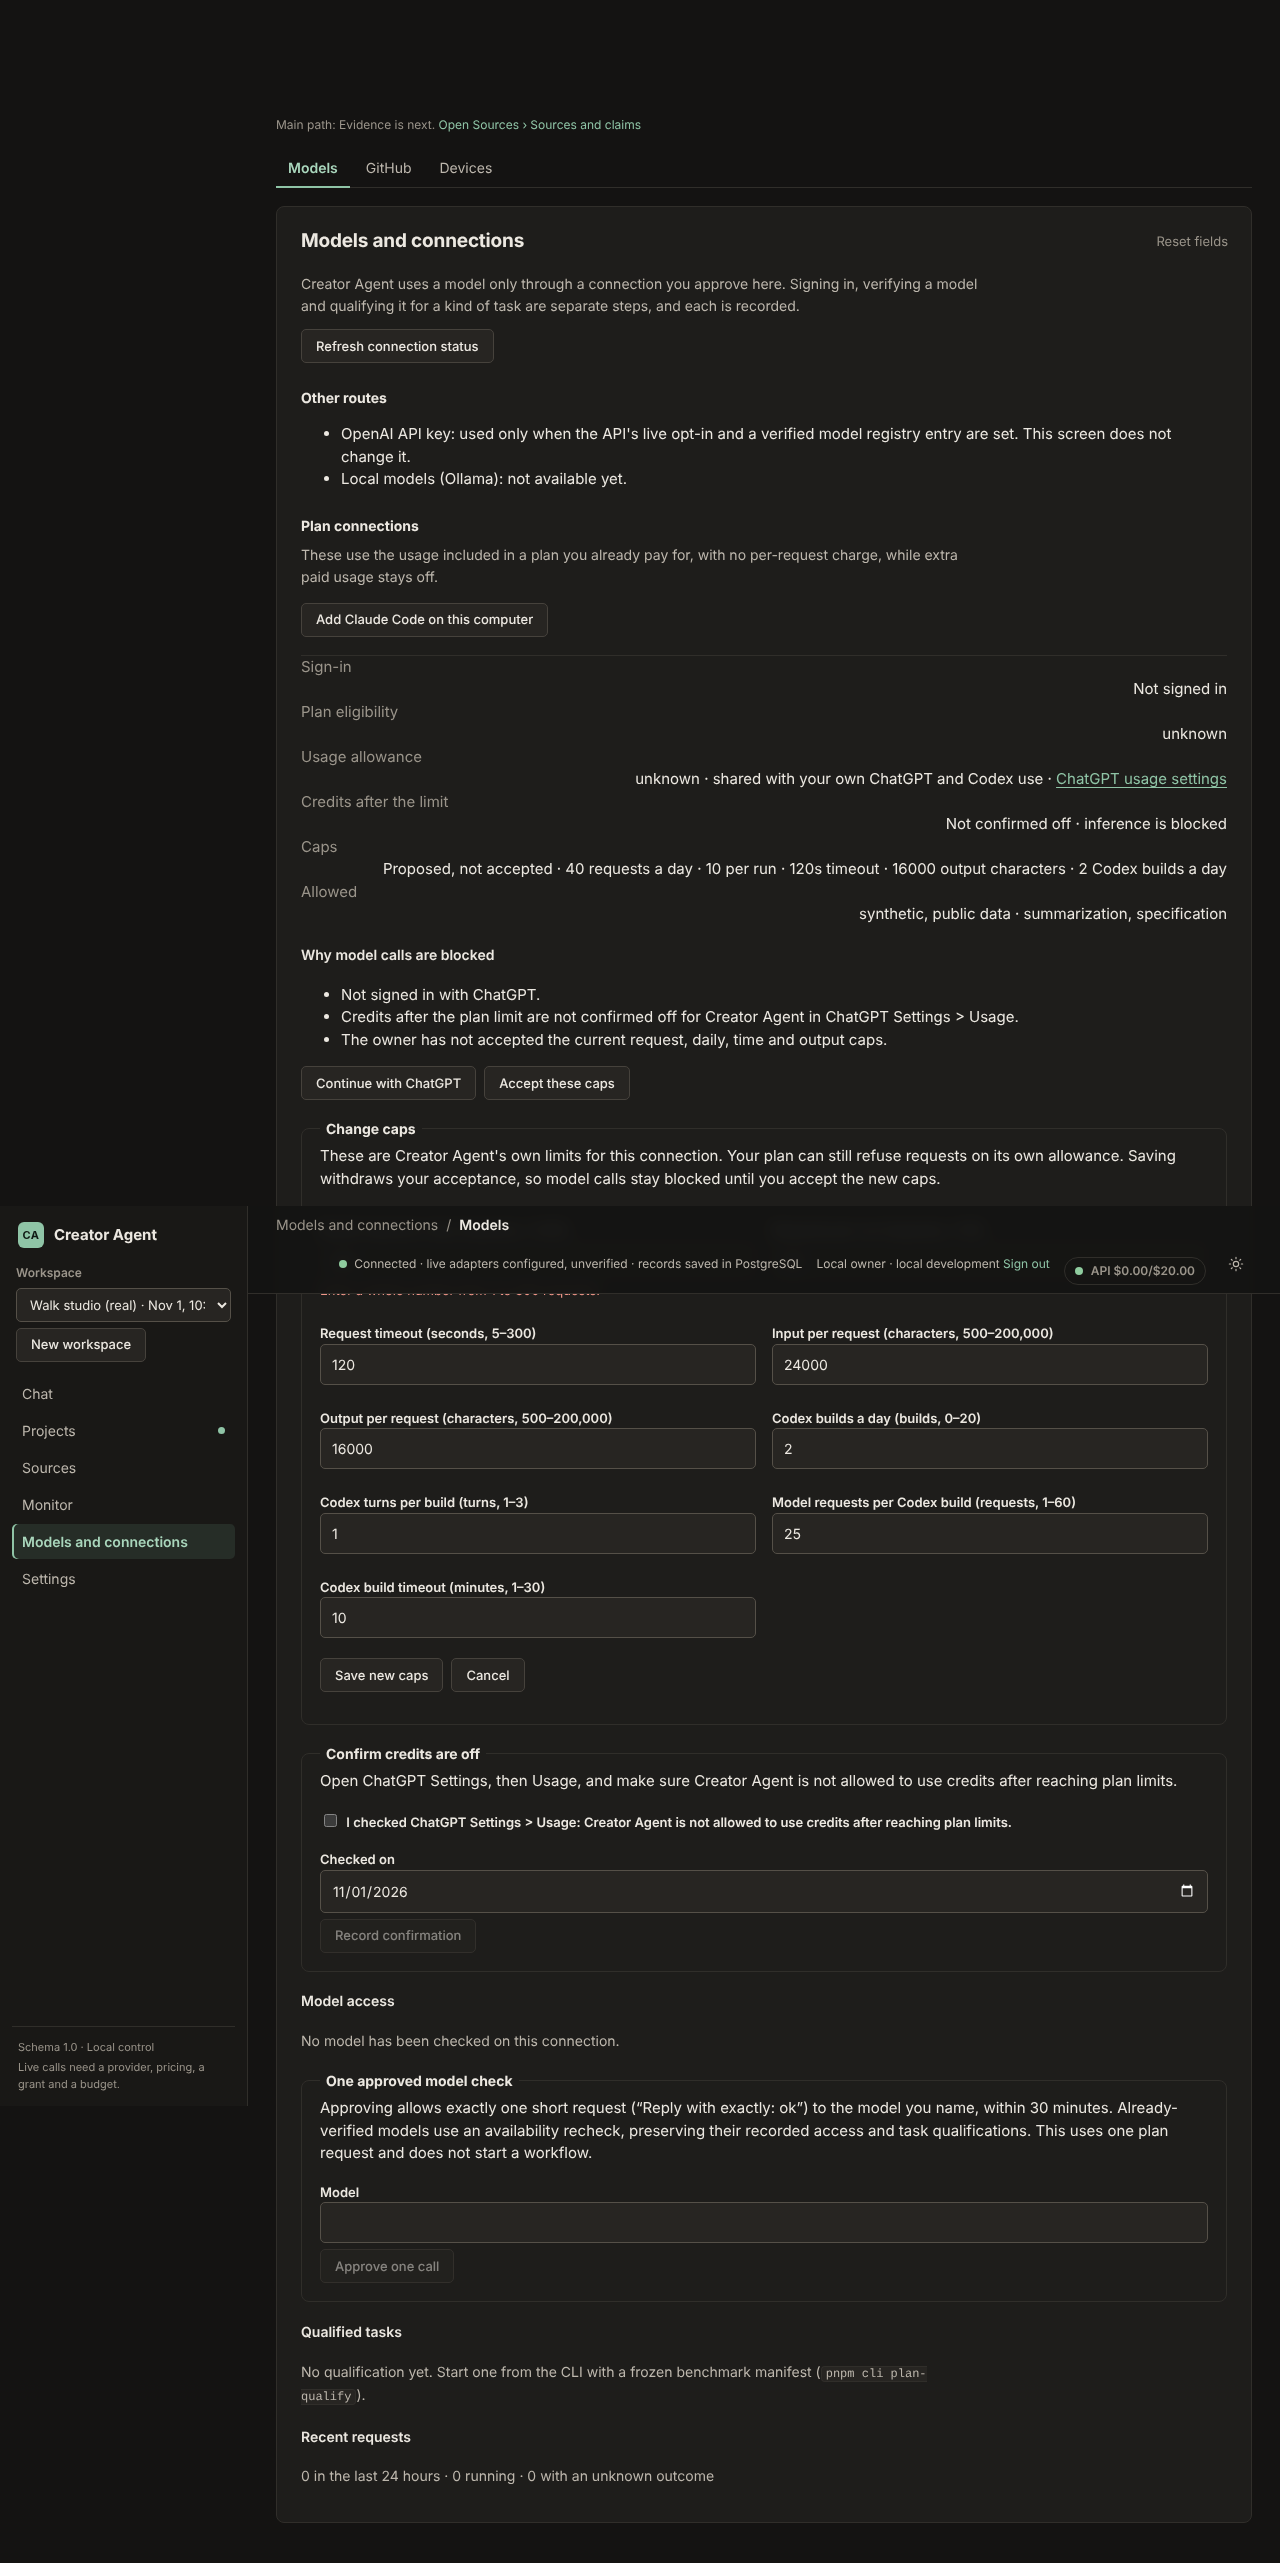 Main path: Evidence is next. Open Sources › Sources and claims
Models
GitHub
Devices
Models and connections
Reset fields
Creator Agent uses a model only through a connection you approve here. Signing in, verifying a model
and qualifying it for a kind of task are separate steps, and each is recorded.
Refresh connection status
Other routes
• OpenAI API key: used only when the API's live opt-in and a verified model registry entry are set. This screen does not
change it.
• Local models (Ollama): not available yet.
Plan connections
These use the usage included in a plan you already pay for, with no per-request charge, while extra
paid usage stays off.
Add Claude Code on this computer
Sign-in
Not signed in
Plan eligibility
unknown
Usage allowance
unknown · shared with your own ChatGPT and Codex use · ChatGPT usage settings
Credits after the limit
Not confirmed off · inference is blocked
Caps
Proposed, not accepted · 40 requests a day · 10 per run · 120s timeout · 16000 output characters · 2 Codex builds a day
Allowed
synthetic, public data · summarization, specification
Why model calls are blocked
• Not signed in with ChatGPT.
• Credits after the plan limit are not confirmed off for Creator Agent in ChatGPT Settings > Usage.
• The owner has not accepted the current request, daily, time and output caps.
Continue with ChatGPT
Accept these caps
Change caps
These are Creator Agent's own limits for this connection. Your plan can still refuse requests on its own allowance. Saving
withdraws your acceptance, so model calls stay blocked until you accept the new caps.
CA Creator Agent
Workspace
Walk studio (real) · Nov 1, 10:
New workspace
Chat
Projects
Sources
Monitor
Models and connections
Settings
Schema 1.0 · Local control
Live calls need a provider, pricing, a
grant and a budget.
Models and connections / Models
Connected · live adapters configured, unverified · records saved in PostgreSQL
Local owner · local development Sign out
API $0.00/$20.00
Request timeout (seconds, 5–300)
120
Input per request (characters, 500–200,000)
24000
Output per request (characters, 500–200,000)
16000
Codex builds a day (builds, 0–20)
2
Codex turns per build (turns, 1–3)
1
Model requests per Codex build (requests, 1–60)
25
Codex build timeout (minutes, 1–30)
10
Save new caps
Cancel
Confirm credits are off
Open ChatGPT Settings, then Usage, and make sure Creator Agent is not allowed to use credits after reaching plan limits.
I checked ChatGPT Settings > Usage: Creator Agent is not allowed to use credits after reaching plan limits.
Checked on
11/01/2026
Record confirmation
Model access
No model has been checked on this connection.
One approved model check
Approving allows exactly one short request (“Reply with exactly: ok”) to the model you name, within 30 minutes. Already-
verified models use an availability recheck, preserving their recorded access and task qualifications. This uses one plan
request and does not start a workflow.
Model
Approve one call
Qualified tasks
No qualification yet. Start one from the CLI with a frozen benchmark manifest ( pnpm cli plan-
qualify ).
Recent requests
0 in the last 24 hours · 0 running · 0 with an unknown outcome